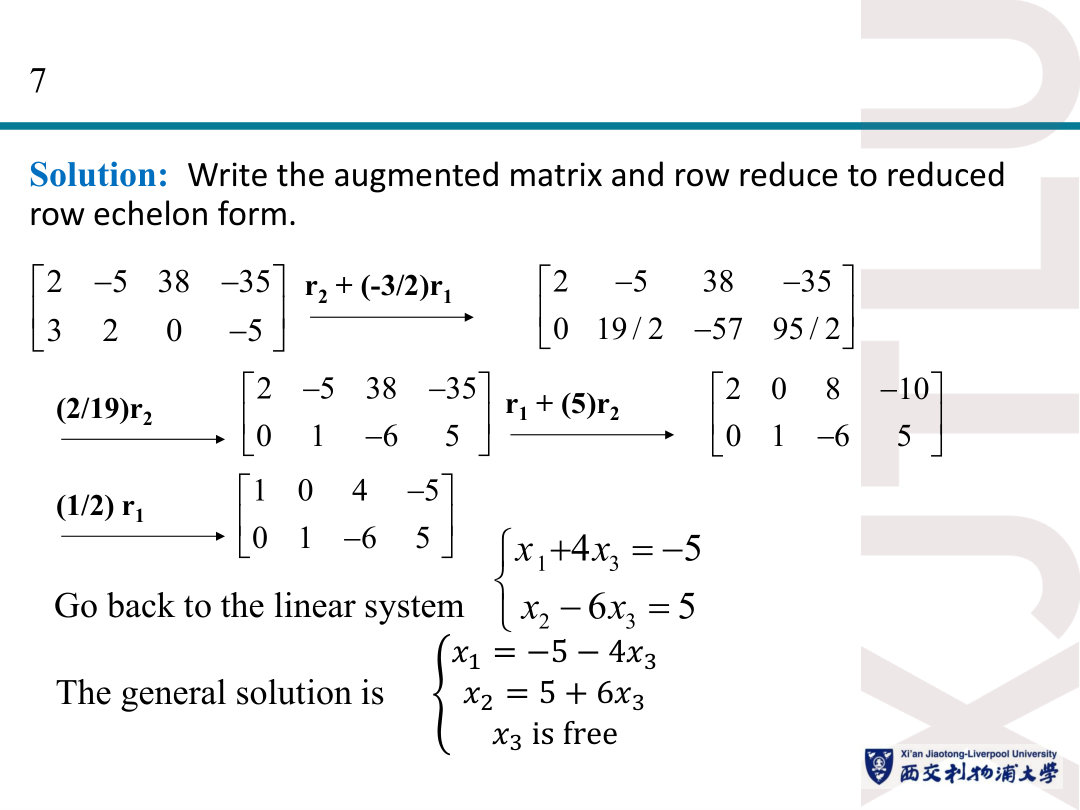 7
Solution: Write the augmented matrix and row reduce to reduced
row echelon form.
2 −5 38 −35
3 2 0 −5
r2 + (-3/2)r1
2 −5 38 −35
0 19 / 2 −57 95 / 2
(2/19)r2
2 −5 38 −35
0 1 −6 5
r1 + (5)r2
2 0 8 −10
0 1 −6 5
(1/2) r1
1 0 4 −5
0 1 −6 5
Go back to the linear system
x1+4x3 = −5
x2 − 6x3 = 5
The general solution is
𝑥1 = −5 − 4𝑥3
𝑥2 = 5 + 6𝑥3
𝑥3 is free
XJTLU
Xi'an Jiaotong-Liverpool University
西交利物浦大学